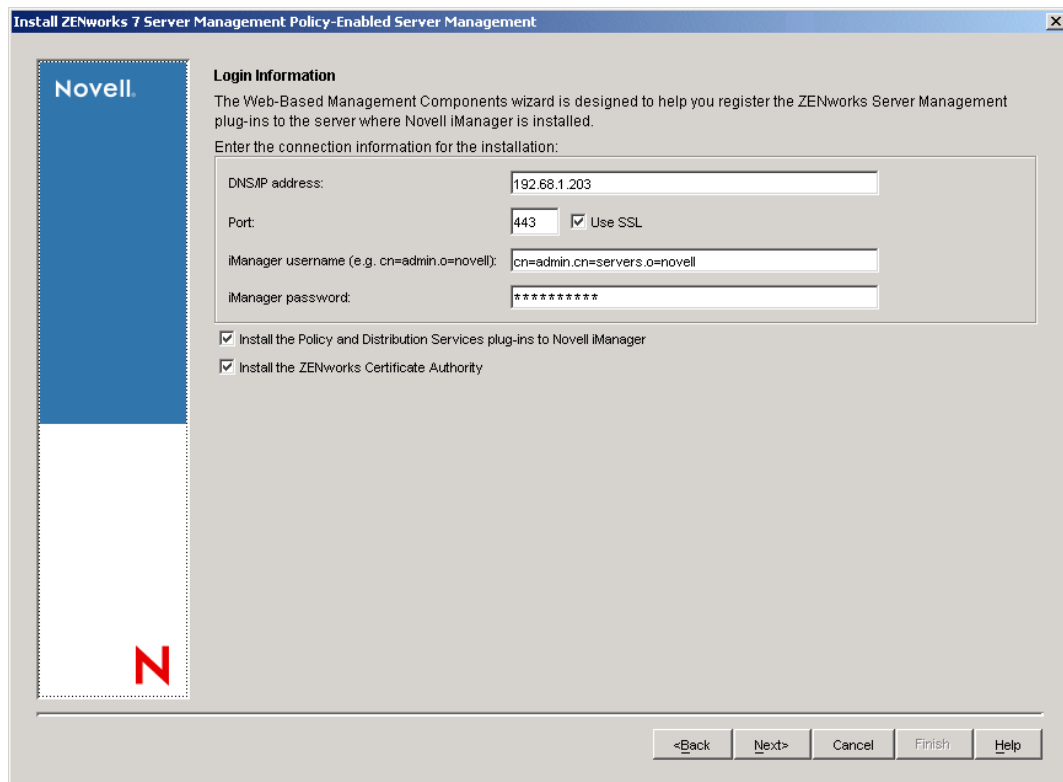 Install ZENworks 7 Server Management Policy-Enabled Server Management
Novell.
Login Information
The Web-Based Management Components wizard is designed to help you register the ZENworks Server Management
plug-ins to the server where Novell iManager is installed.
Enter the connection information for the installation:
DNS/IP address: 192.68.1.203
Port: 443 Use SSL
iManager username (e.g. cn=admin.o=novell): cn=admin.cn=servers.o=novell
iManager password: **********
Install the Policy and Distribution Services plug-ins to Novell iManager
Install the ZENworks Certificate Authority
N
<Back Next> Cancel Finish Help